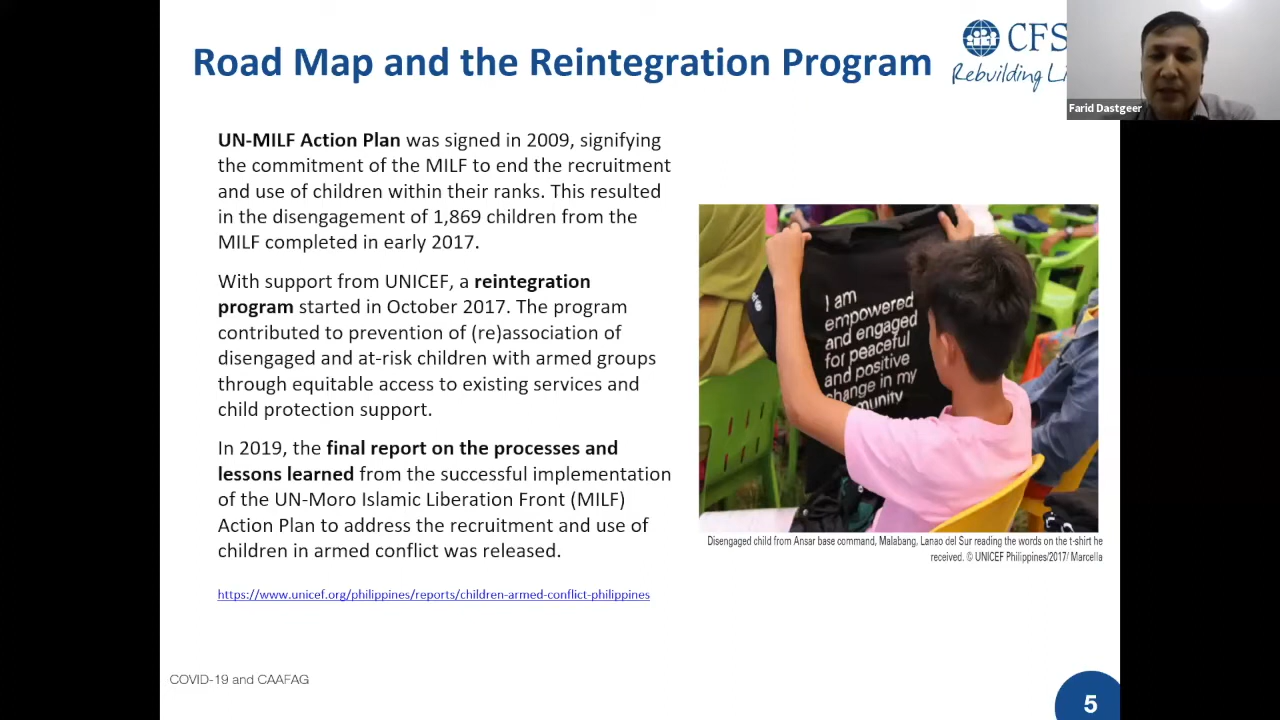 Road Map and the Reintegration Program
CFS
Rebuilding Li
Farid Dastgeer
UN-MILF Action Plan was signed in 2009, signifying
the commitment of the MILF to end the recruitment
and use of children within their ranks. This resulted
in the disengagement of 1,869 children from the
MILF completed in early 2017.
With support from UNICEF, a reintegration
program started in October 2017. The program
contributed to prevention of (re)association of
disengaged and at-risk children with armed groups
through equitable access to existing services and
child protection support.
In 2019, the final report on the processes and
lessons learned from the successful implementation
of the UN-Moro Islamic Liberation Front (MILF)
Action Plan to address the recruitment and use of
children in armed conflict was released.
https://www.unicef.org/philippines/reports/children-armed-conflict-philippines
I am
empowered
and engaged
for peaceful
and positive
change in my
munity
Disengaged child from Ansar base command, Malabang, Lanao del Sur reading the words on the t-shirt he
received. © UNICEF Philippines/2017/ Marcella
COVID-19 and CAAFAG
5